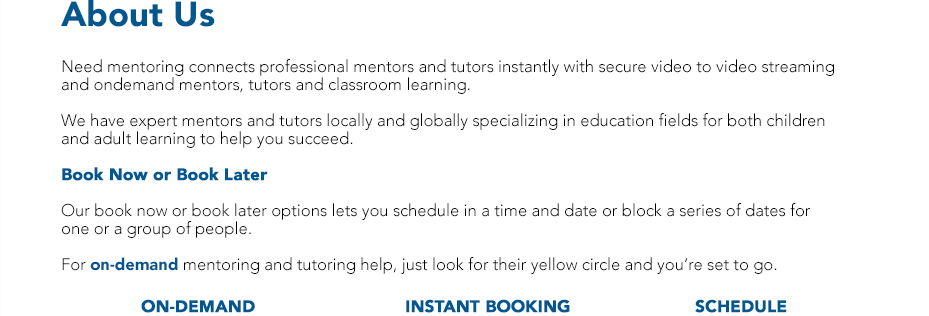 About Us
Need mentoring connects professional mentors and tutors instantly with secure video to video streaming
and ondemand mentors, tutors and classroom learning.
We have expert mentors and tutors locally and globally specializing in education fields for both children
and adult learning to help you succeed.
Book Now or Book Later
Our book now or book later options lets you schedule in a time and date or block a series of dates for
one or a group of people.
For on-demand mentoring and tutoring help, just look for their yellow circle and you’re set to go.
ON-DEMAND INSTANT BOOKING SCHEDULE